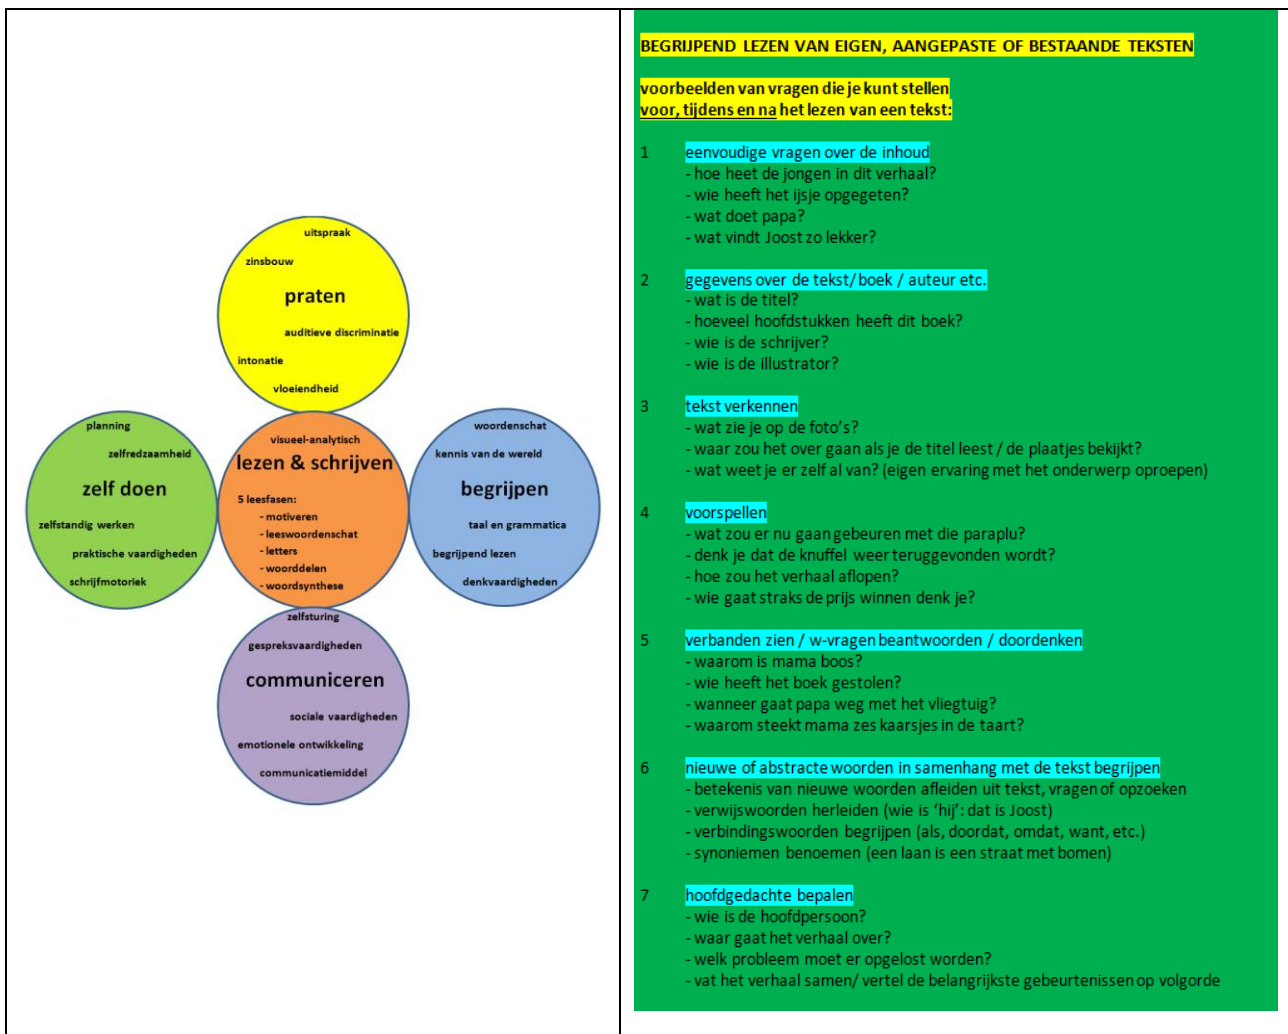 uitspraak
zinsbouw
praten
auditieve discriminatie
intonatie
vloeiendheid
planning
zelfredzaamheid
zelf doen
zelfstandig werken
praktische vaardigheden
schrijfmotoriek
visueel-analytisch
lezen & schrijven
5 leesfasen:
- motiveren
- leeswoordenschat
- letters
- woorddelen
- woordsynthese
woordenschat
kennis van de wereld
begrijpen
taal en grammatica
begrijpend lezen
denkvaardigheden
zelfsturing
gespreksvaardigheden
communiceren
sociale vaardigheden
emotionele ontwikkeling
communicatiemiddel
BEGRIJPEND LEZEN VAN EIGEN, AANGEPASTE OF BESTAANDE TEKSTEN
voorbeelden van vragen die je kunt stellen
voor, tijdens en na het lezen van een tekst:
1 eenvoudige vragen over de inhoud
- hoe heet de jongen in dit verhaal?
- wie heeft het ijsje opgegeten?
- wat doet papa?
- wat vindt Joost zo lekker?
2 gegevens over de tekst/ boek / auteur etc.
- wat is de titel?
- hoeveel hoofdstukken heeft dit boek?
- wie is de schrijver?
- wie is de illustrator?
3 tekst verkennen
- wat zie je op de foto's?
- waar zou het over gaan als je de titel leest / de plaatjes bekijkt?
- wat weet je er zelf al van? (eigen ervaring met het onderwerp oproepen)
4 voorspellen
- wat zou er nu gaan gebeuren met die paraplu?
- denk je dat de knuffel weer teruggevonden wordt?
- hoe zou het verhaal aflopen?
- wie gaat straks de prijs winnen denk je?
5 verbanden zien / w-vragen beantwoorden / doordenken
- waarom is mama boos?
- wie heeft het boek gestolen?
- wanneer gaat papa weg met het vliegtuig?
- waarom steekt mama zes kaarsjes in de taart?
6 nieuwe of abstracte woorden in samenhang met de tekst begrijpen
- betekenis van nieuwe woorden afleiden uit tekst, vragen of opzoeken
- verwijswoorden herleiden (wie is 'hij': dat is Joost)
- verbindingswoorden begrijpen (als, doordat, omdat, want, etc.)
- synoniemen benoemen (een laan is een straat met bomen)
7 hoofdgedachte bepalen
- wie is de hoofdpersoon?
- waar gaat het verhaal over?
- welk probleem moet er opgelost worden?
- vat het verhaal samen/ vertel de belangrijkste gebeurtenissen op volgorde